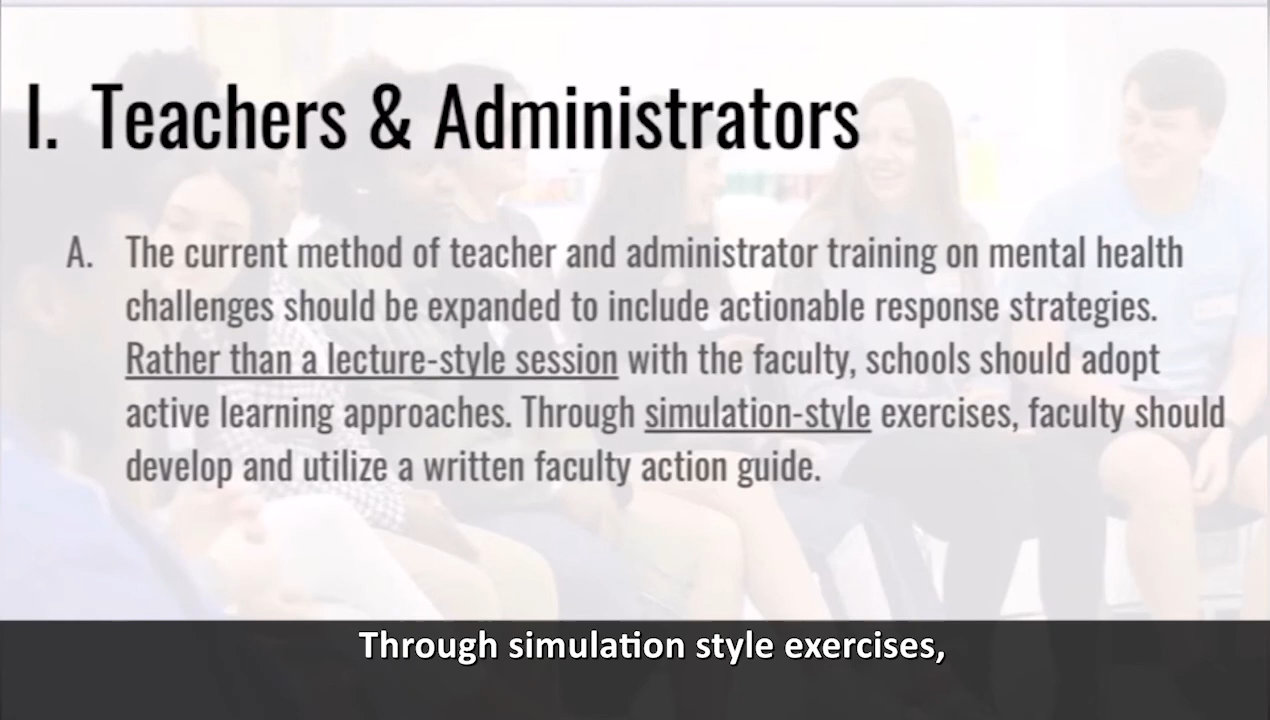 I. Teachers & Administrators
A. The current method of teacher and administrator training on mental health
challenges should be expanded to include actionable response strategies.
Rather than a lecture-style session with the faculty, schools should adopt
active learning approaches. Through simulation-style exercises, faculty should
develop and utilize a written faculty action guide.
Through simulation style exercises,